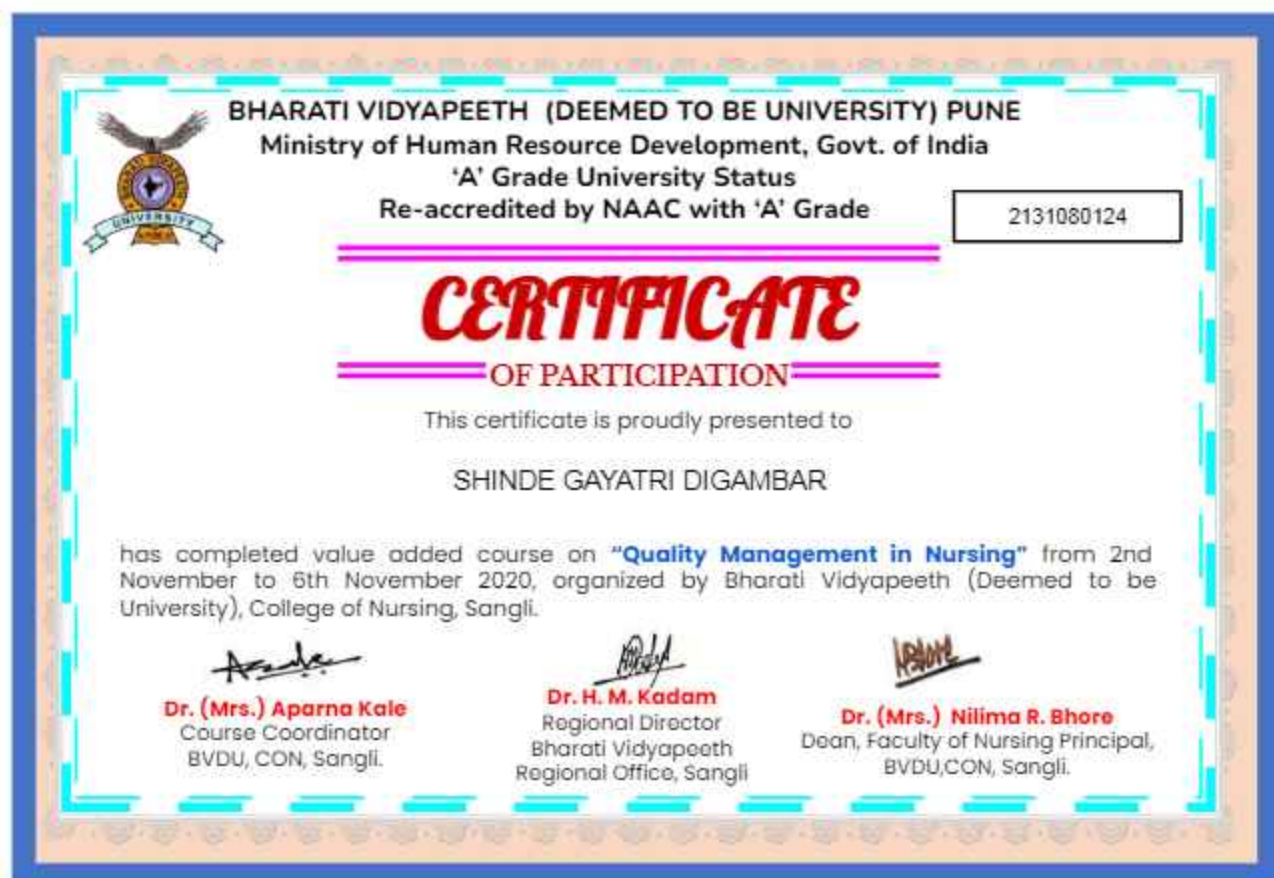 BHARATI VIDYAPEETH (DEEMED TO BE UNIVERSITY) PUNE
Ministry of Human Resource Development, Govt. of India
‘A’ Grade University Status
Re-accredited by NAAC with ‘A’ Grade
2131080124
BHARATI VIDYAPEETH
UNIVERSITY
CERTIFICATE
OF PARTICIPATION
This certificate is proudly presented to
SHINDE GAYATRI DIGAMBAR
has completed value added course on “Quality Management in Nursing” from 2nd
November to 6th November 2020, organized by Bharati Vidyapeeth (Deemed to be
University), College of Nursing, Sangli.
Dr. (Mrs.) Aparna Kale
Course Coordinator
BVDU, CON, Sangli.
Dr. H. M. Kadam
Regional Director
Bharati Vidyapeeth
Regional Office, Sangli
Dr. (Mrs.) Nilima R. Bhore
Dean, Faculty of Nursing Principal,
BVDU,CON, Sangli.